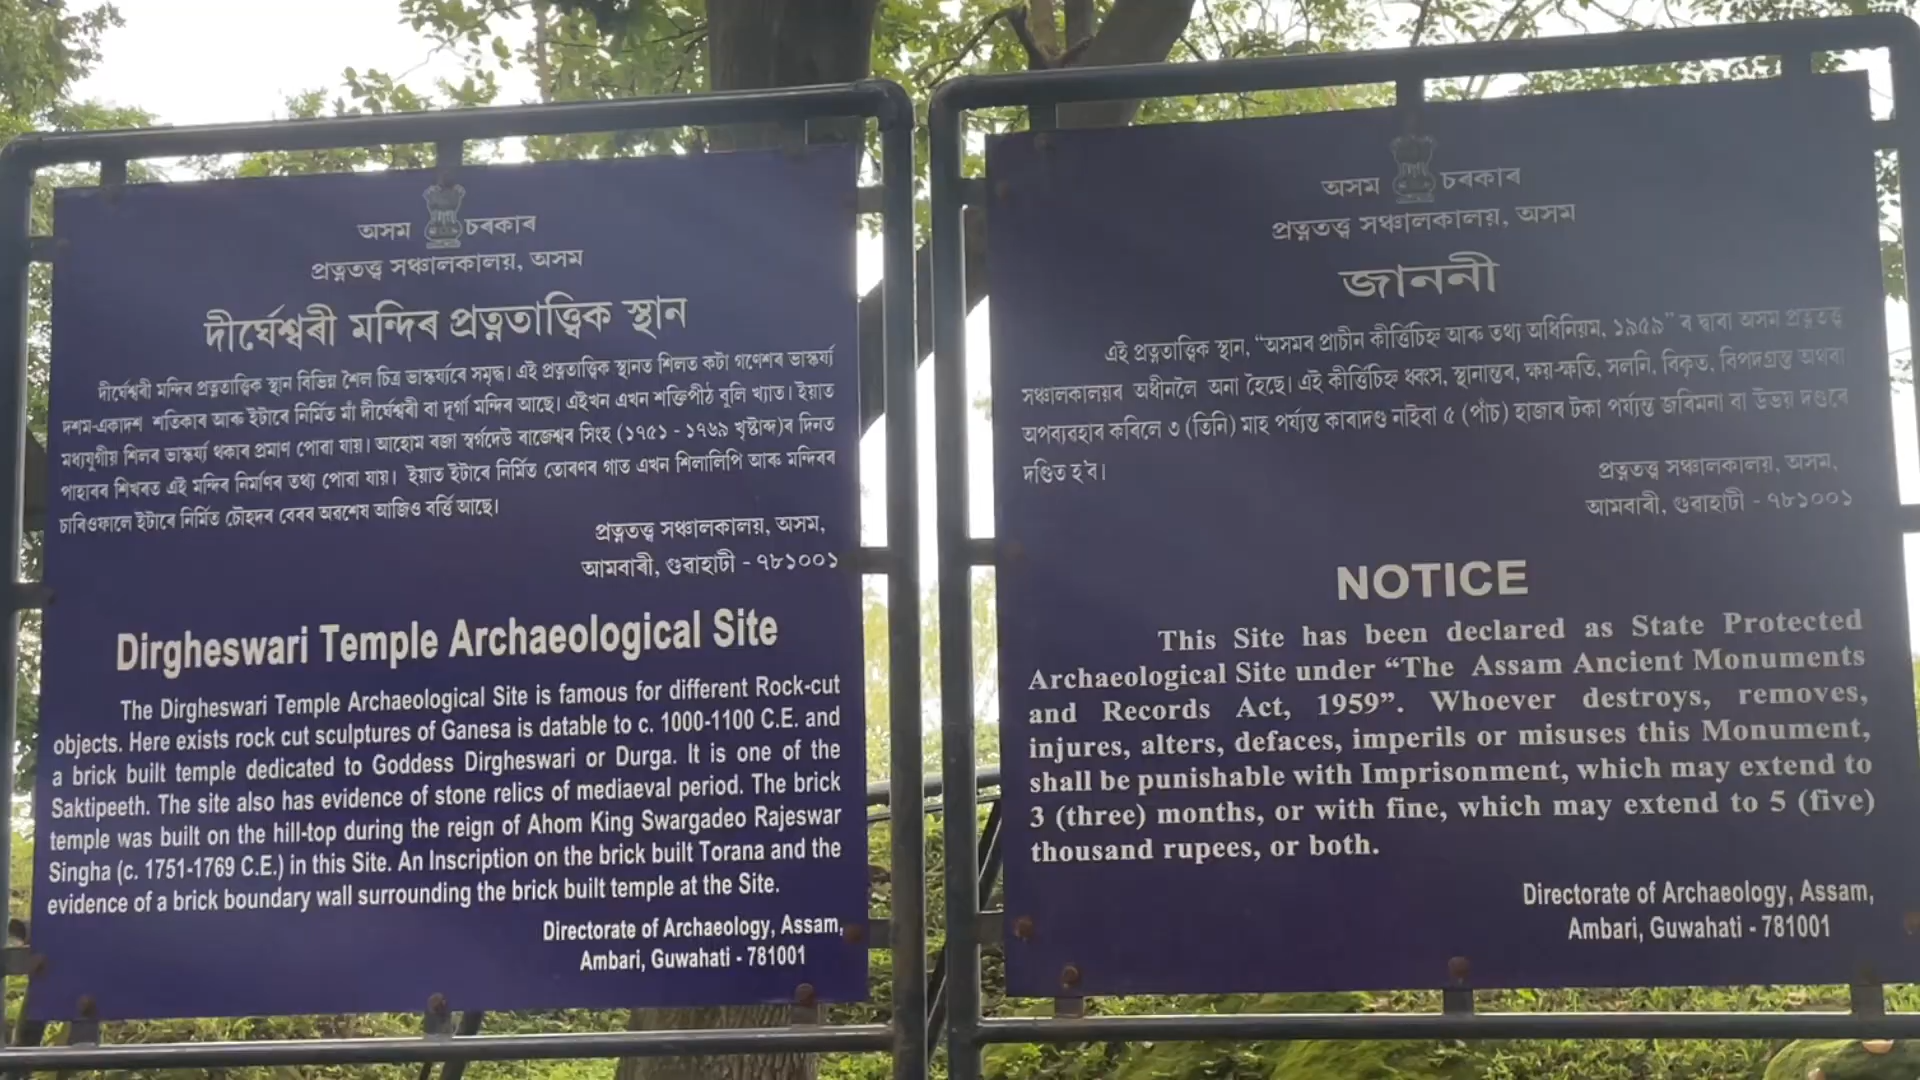 অসম চৰকাৰ
প্ৰত্নতত্ত্ব সঞ্চালকালয়, অসম
দীৰ্ঘেশ্বৰী মন্দিৰ প্ৰত্নতাত্ত্বিক স্থান
দীৰ্ঘেশ্বৰী মন্দিৰ প্ৰত্নতাত্ত্বিক স্থান বিভিন্ন শৈল চিত্ৰ ভাস্কৰ্য্যৰে সমৃদ্ধ। এই প্ৰত্নতাত্ত্বিক স্থানত শিলত কটা গণেশৰ ভাস্কৰ্য্য
দশম-একাদশ শতিকাৰ আৰু ইটাৰে নিৰ্মিত মাঁ দীৰ্ঘেশ্বৰী বা দূৰ্গা মন্দিৰ আছে। এইখন এখন শক্তিপীঠ বুলি খ্যাত। ইয়াত
মধ্যযুগীয় শিলৰ ভাস্কৰ্য্য থকাৰ প্ৰমাণ পোৱা যায়। আহোম ৰজা স্বৰ্গদেউ ৰাজেশ্বৰ সিংহ (১৭৫১ - ১৭৬৯ খৃষ্টাব্দ)ৰ দিনত
পাহাৰৰ শিখৰত এই মন্দিৰ নিৰ্মাণৰ তথ্য পোৱা যায়। ইয়াত ইটাৰে নিৰ্মিত তোৰণৰ গাত এখন শিলালিপি আৰু মন্দিৰৰ
চাৰিওফালে ইটাৰে নিৰ্মিত চৌহদৰ বেৰৰ অৱশেষ আজিও বৰ্ত্তি আছে।
প্ৰত্নতত্ত্ব সঞ্চালকালয়, অসম,
আমবাৰী, গুৱাহাটী - ৭৮১০০১
Dirgheswari Temple Archaeological Site
The Dirgheswari Temple Archaeological Site is famous for different Rock-cut
objects. Here exists rock cut sculptures of Ganesa is datable to c. 1000-1100 C.E. and
a brick built temple dedicated to Goddess Dirgheswari or Durga. It is one of the
Saktipeeth. The site also has evidence of stone relics of mediaeval period. The brick
temple was built on the hill-top during the reign of Ahom King Swargadeo Rajeswar
Singha (c. 1751-1769 C.E.) in this Site. An Inscription on the brick built Torana and the
evidence of a brick boundary wall surrounding the brick built temple at the Site.
Directorate of Archaeology, Assam,
Ambari, Guwahati - 781001
অসম চৰকাৰ
প্ৰত্নতত্ত্ব সঞ্চালকালয়, অসম
জাননী
এই প্ৰত্নতাত্ত্বিক স্থান, “অসমৰ প্ৰাচীন কীৰ্ত্তিচিহ্ন আৰু তথ্য অধিনিয়ম, ১৯৫৯” ৰ দ্বাৰা অসম প্ৰত্নতত্ত্ব
সঞ্চালকালয়ৰ অধীনলৈ অনা হৈছে। এই কীৰ্ত্তিচিহ্ন ধ্বংস, স্থানান্তৰ, ক্ষয়-ক্ষতি, সলনি, বিকৃত, বিপদগ্ৰস্ত অথবা
অপব্যৱহাৰ কৰিলে ৩ (তিনি) মাহ পৰ্য্যন্ত কাৰাদণ্ড নাইবা ৫ (পাঁচ) হাজাৰ টকা পৰ্য্যন্ত জৰিমনা বা উভয় দণ্ডৰে
দণ্ডিত হ'ব।
প্ৰত্নতত্ত্ব সঞ্চালকালয়, অসম,
আমবাৰী, গুৱাহাটী - ৭৮১০০১
NOTICE
This Site has been declared as State Protected
Archaeological Site under “The Assam Ancient Monuments
and Records Act, 1959”. Whoever destroys, removes,
injures, alters, defaces, imperils or misuses this Monument,
shall be punishable with Imprisonment, which may extend to
3 (three) months, or with fine, which may extend to 5 (five)
thousand rupees, or both.
Directorate of Archaeology, Assam,
Ambari, Guwahati - 781001